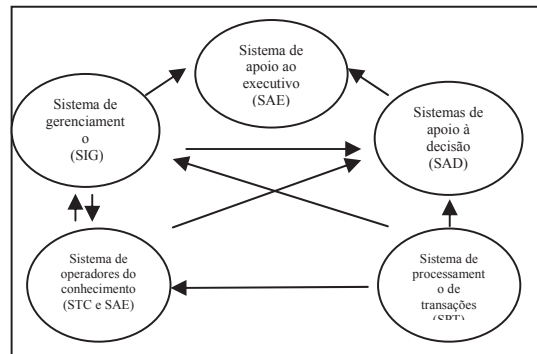 Sistema de
apoio ao
executivo
(SAE)
Sistema de
gerenciament
o
(SIG)
Sistemas de
apoio à
decisão
(SAD)
Sistema de
operadores do
conhecimento
(STC e SAE)
Sistema de
processament
o de
transações
(SPT)